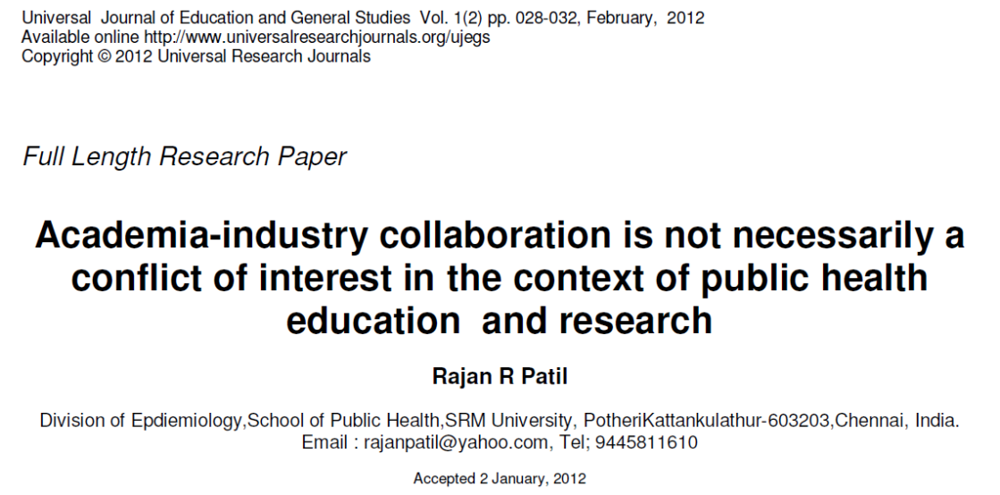 Universal Journal of Education and General Studies Vol. 1(2) pp. 028-032, February, 2012
Available online http://www.universalresearchjournals.org/ujegs
Copyright © 2012 Universal Research Journals
Full Length Research Paper
Academia-industry collaboration is not necessarily a
conflict of interest in the context of public health
education and research
Rajan R Patil
Division of Epdiemiology,School of Public Health,SRM University, PotheriKattankulathur-603203,Chennai, India.
Email : rajanpatil@yahoo.com, Tel; 9445811610
Accepted 2 January, 2012